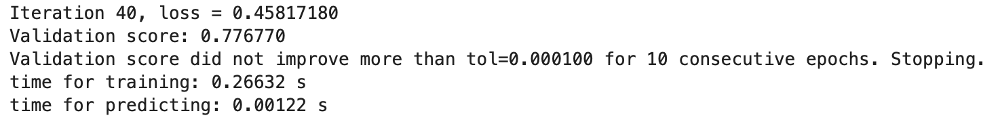 Iteration 40, loss = 0.45817180
Validation score: 0.776770
Validation score did not improve more than tol=0.000100 for 10 consecutive epochs. Stopping.
time for training: 0.26632 s
time for predicting: 0.00122 s